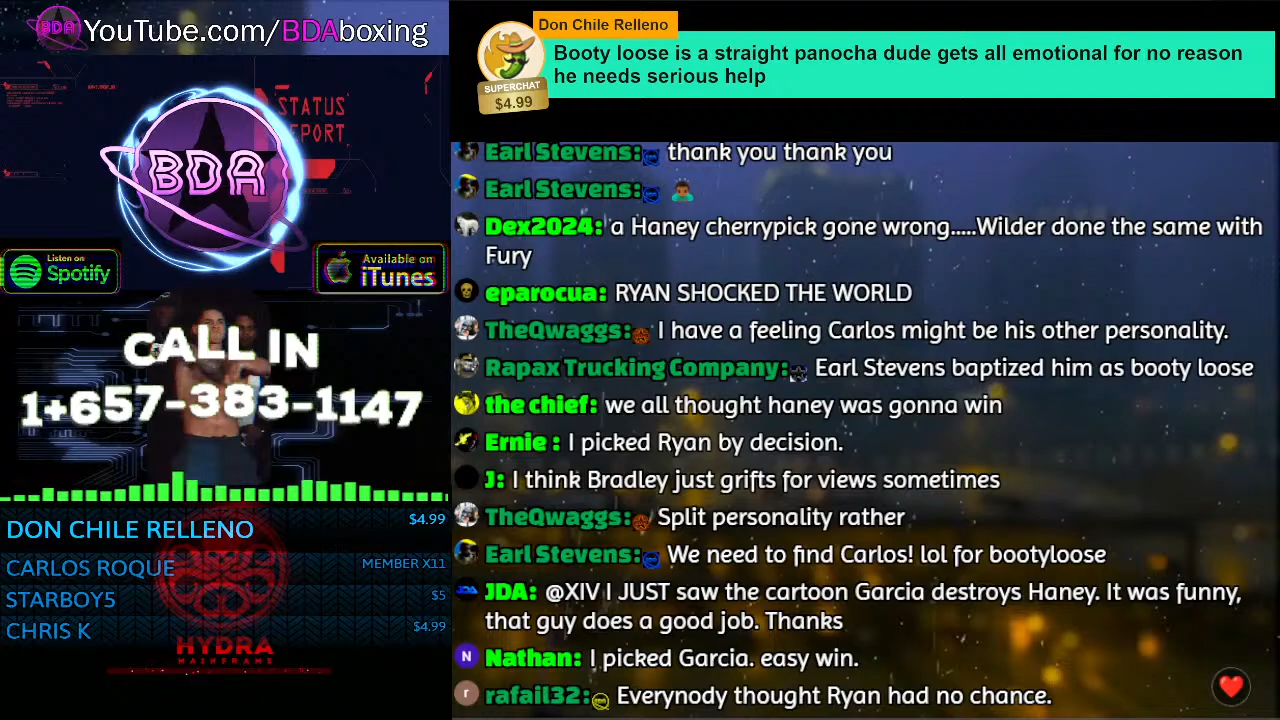 BDA
YouTube.com/BDAboxing
STATUS
REPORT
BDA
Listen on
Spotify
Available on
iTunes
CALL IN
1+657-383-1147
DON CHILE RELLENO
$4.99
CARLOS ROQUE
MEMBER X11
STARBOY5
$5
CHRIS K
$4.99
HYDRA
MAINFRAME
Don Chile Relleno
SUPERCHAT
$4.99
Booty loose is a straight panocha dude gets all emotional for no reason
he needs serious help
Earl Stevens: thank you thank you
Earl Stevens: 🙇🏾‍♂️
Dex2024: a Haney cherrypick gone wrong.....Wilder done the same with
Fury
eparocua: RYAN SHOCKED THE WORLD
TheQwaggs: I have a feeling Carlos might be his other personality.
Rapax Trucking Company: Earl Stevens baptized him as booty loose
the chief: we all thought haney was gonna win
Ernie : I picked Ryan by decision.
J: I think Bradley just grifts for views sometimes
TheQwaggs: Split personality rather
Earl Stevens: We need to find Carlos! lol for bootyloose
JDA: @XIV I JUST saw the cartoon Garcia destroys Haney. It was funny,
that guy does a good job. Thanks
N
Nathan: I picked Garcia. easy win.
r
rafail32: Everynody thought Ryan had no chance.